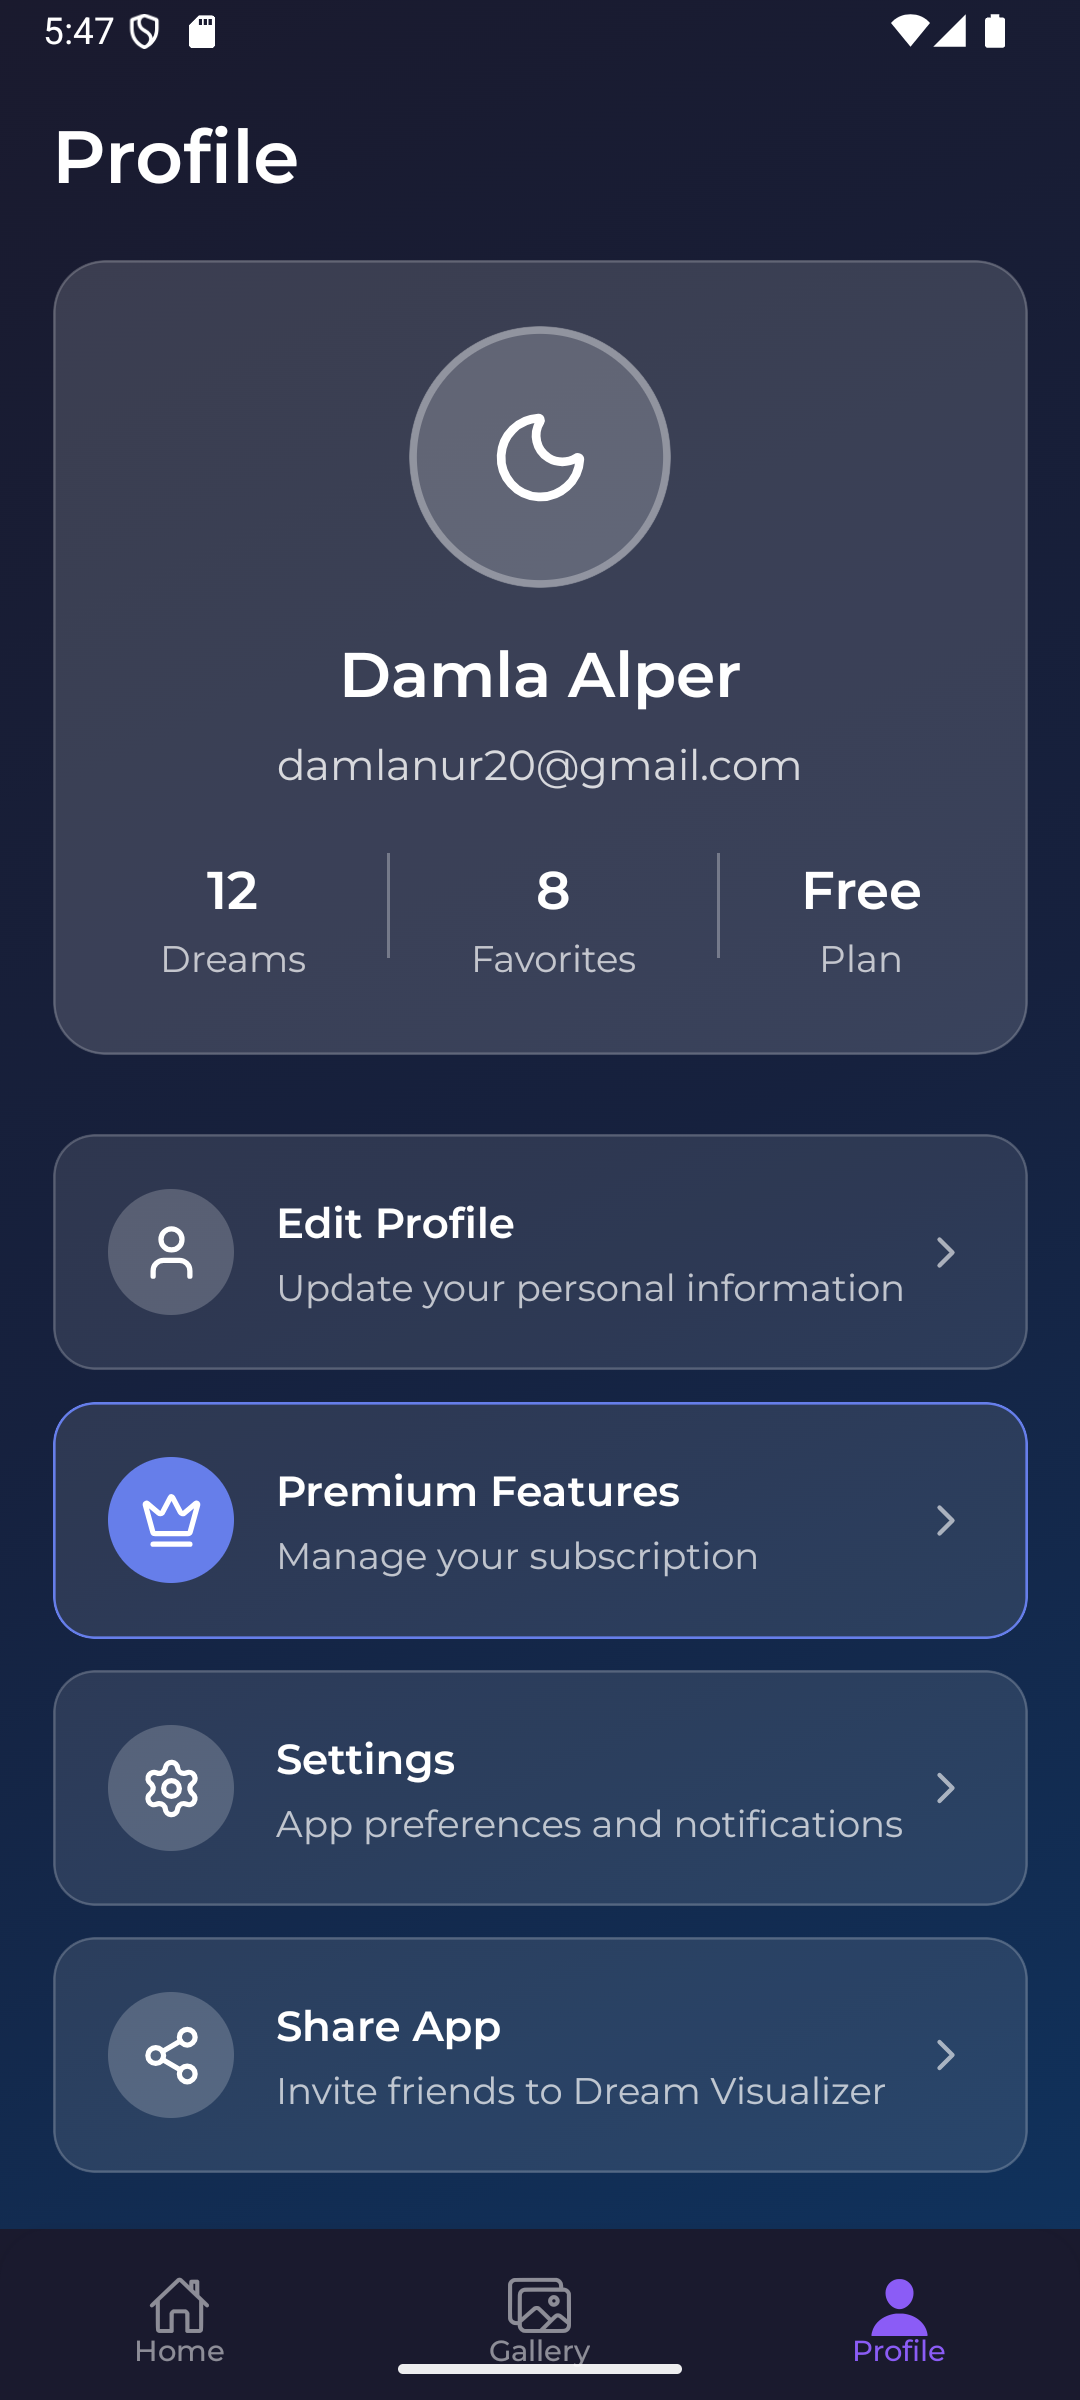 5:47
Profile
Damla Alper
damlanur20@gmail.com
12
Dreams
8
Favorites
Free
Plan
Edit Profile
Update your personal information
Premium Features
Manage your subscription
Settings
App preferences and notifications
Share App
Invite friends to Dream Visualizer
Home
Gallery
Profile